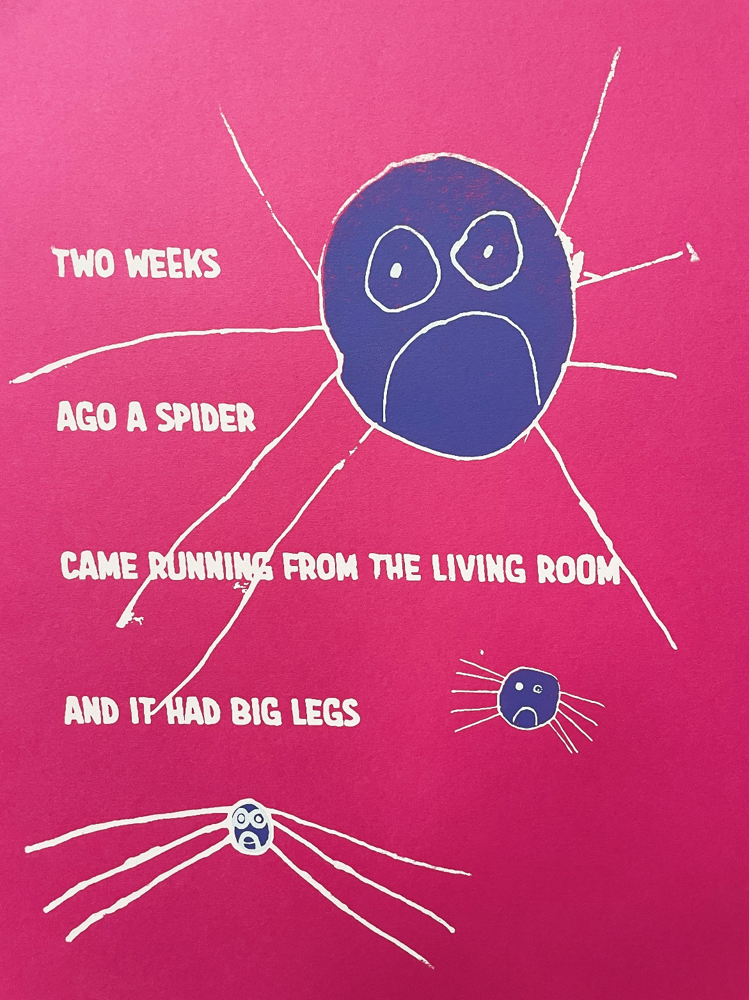 TWO WEEKS
AGO A SPIDER
CAME RUNNING FROM THE LIVING ROOM
AND IT HAD BIG LEGS